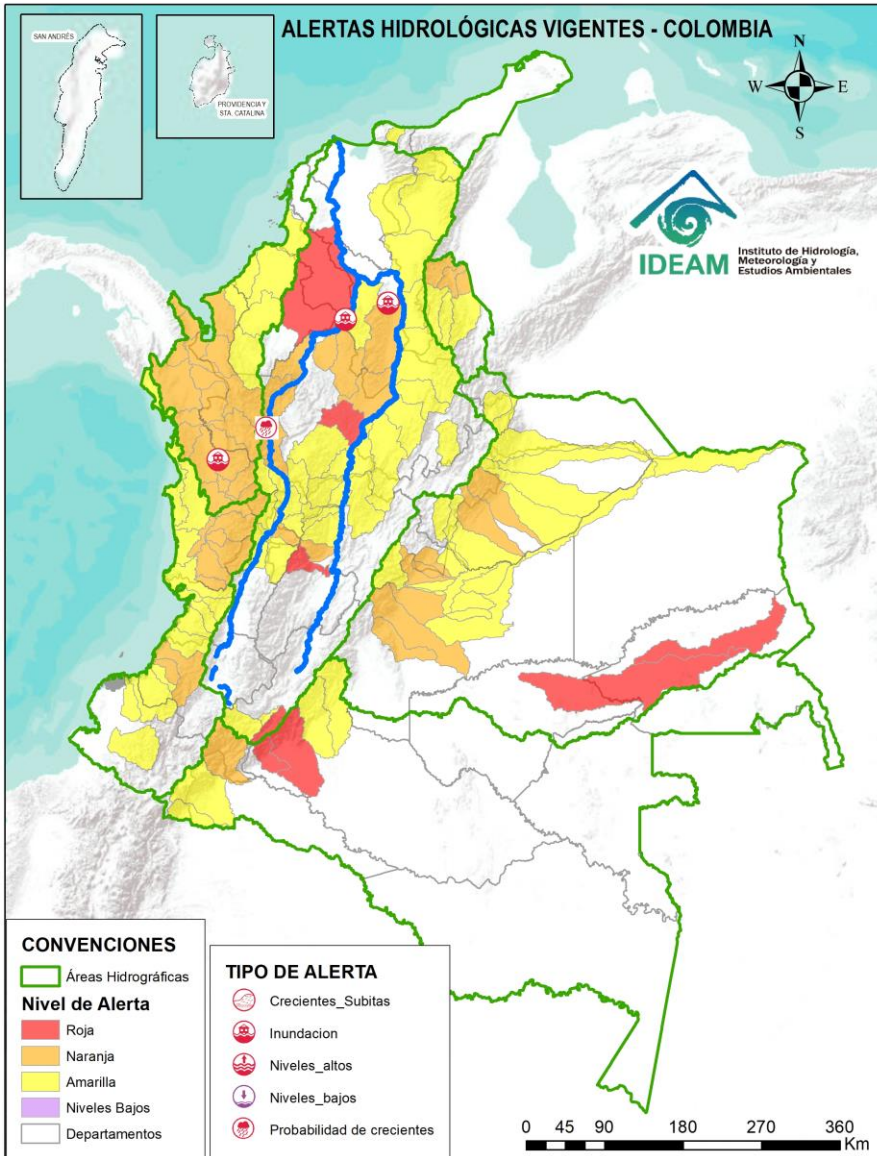 ALERTAS HIDROLÓGICAS VIGENTES - COLOMBIA
SAN ANDRÉS
PROVIDENCIA Y
STA. CATALINA
N
W
E
S
IDEAM
Instituto de Hidrología,
Meteorología y
Estudios Ambientales
CONVENCIONES
Áreas Hidrográficas
Nivel de Alerta
Roja
Naranja
Amarilla
Niveles Bajos
Departamentos
TIPO DE ALERTA
Crecientes_Subitas
Inundacion
Niveles_altos
Niveles_bajos
Probabilidad de crecientes
0 45 90 180 270 360
Km